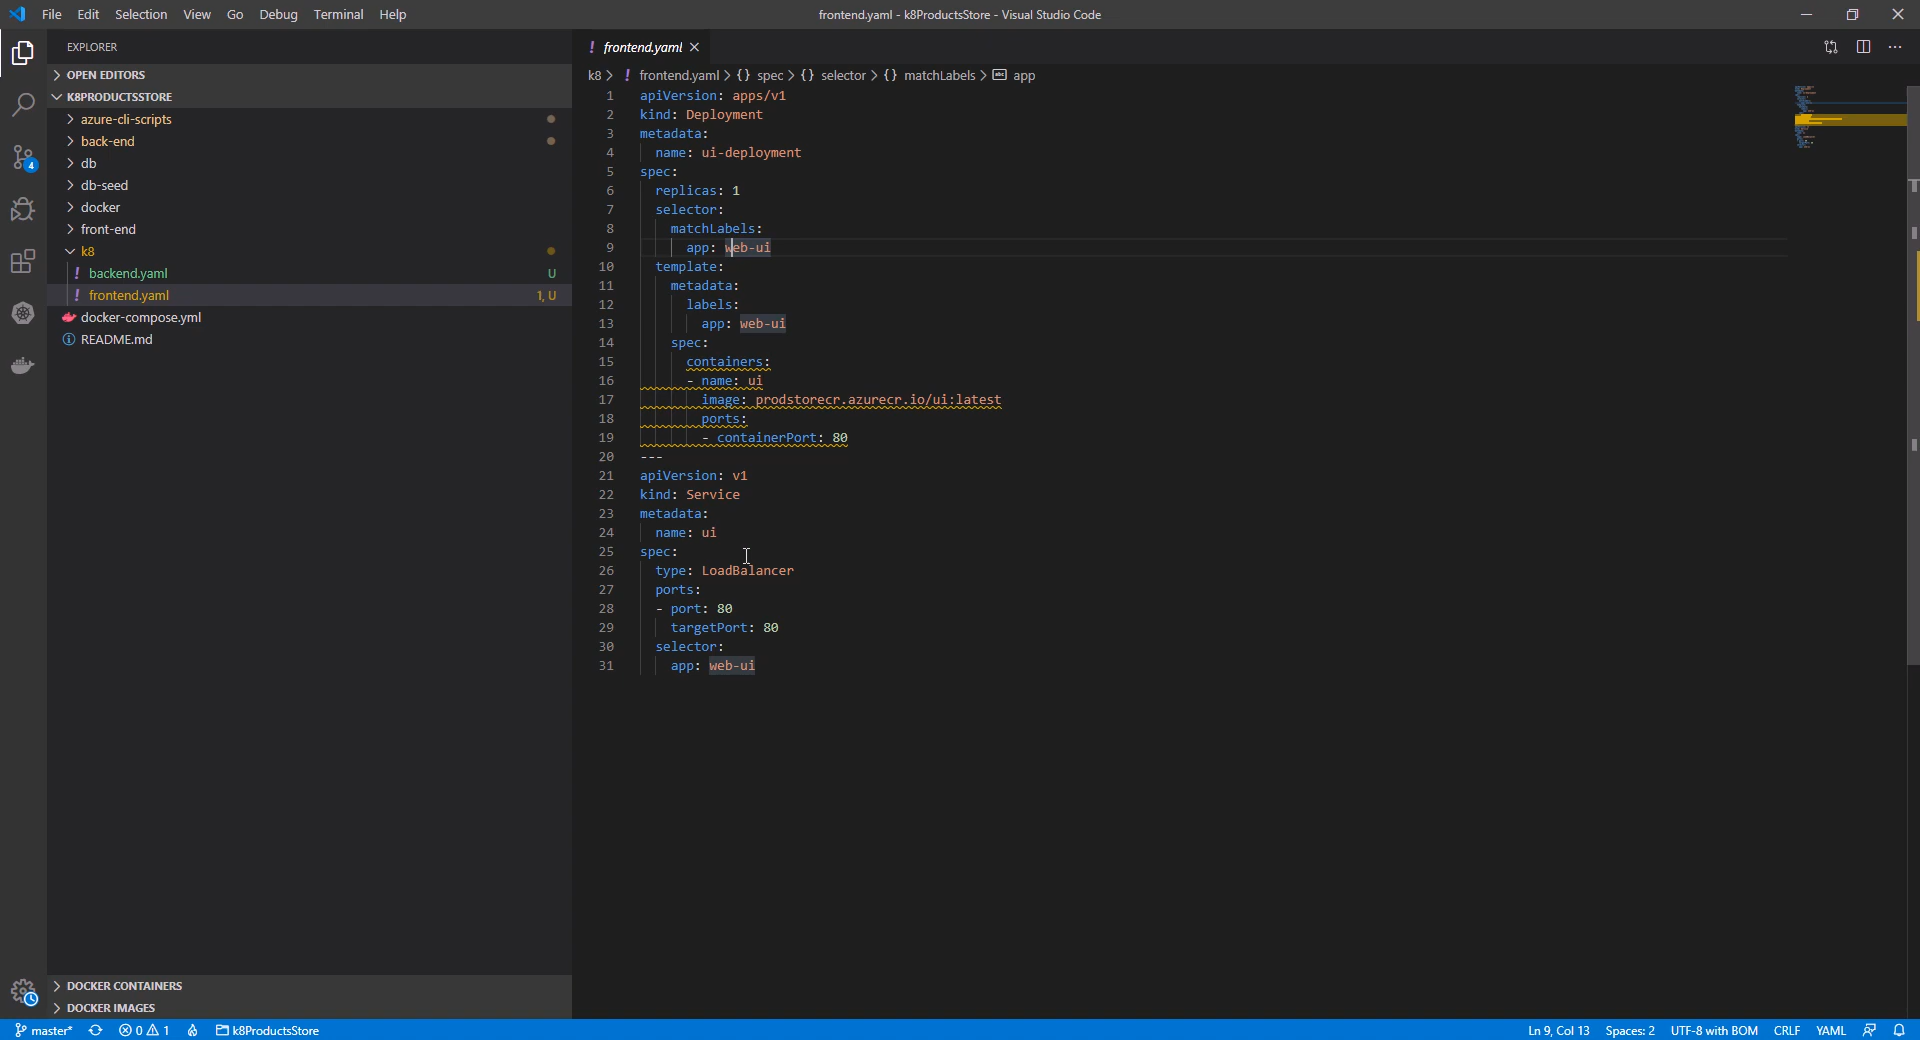 File Edit Selection View Go Debug Terminal Help
frontend.yaml - k8ProductsStore - Visual Studio Code
EXPLORER
OPEN EDITORS
K8PRODUCTSSTORE
azure-cli-scripts
back-end
db
db-seed
docker
front-end
k8
backend.yaml U
frontend.yaml 1, U
docker-compose.yml
README.md
DOCKER CONTAINERS
DOCKER IMAGES
4
frontend.yaml
k8 > frontend.yaml > {} spec > {} selector > {} matchLabels > app
1 apiVersion: apps/v1
2 kind: Deployment
3 metadata:
4   name: ui-deployment
5 spec:
6   replicas: 1
7   selector:
8     matchLabels:
9       app: web-ui
10   template:
11     metadata:
12       labels:
13         app: web-ui
14     spec:
15       containers:
16       - name: ui
17         image: prodstorecr.azurecr.io/ui:latest
18         ports:
19         - containerPort: 80
20 ---
21 apiVersion: v1
22 kind: Service
23 metadata:
24   name: ui
25 spec:
26   type: LoadBalancer
27   ports:
28   - port: 80
29     targetPort: 80
30   selector:
31     app: web-ui
master* 0 1 k8ProductsStore
Ln 9, Col 13 Spaces: 2 UTF-8 with BOM CRLF YAML